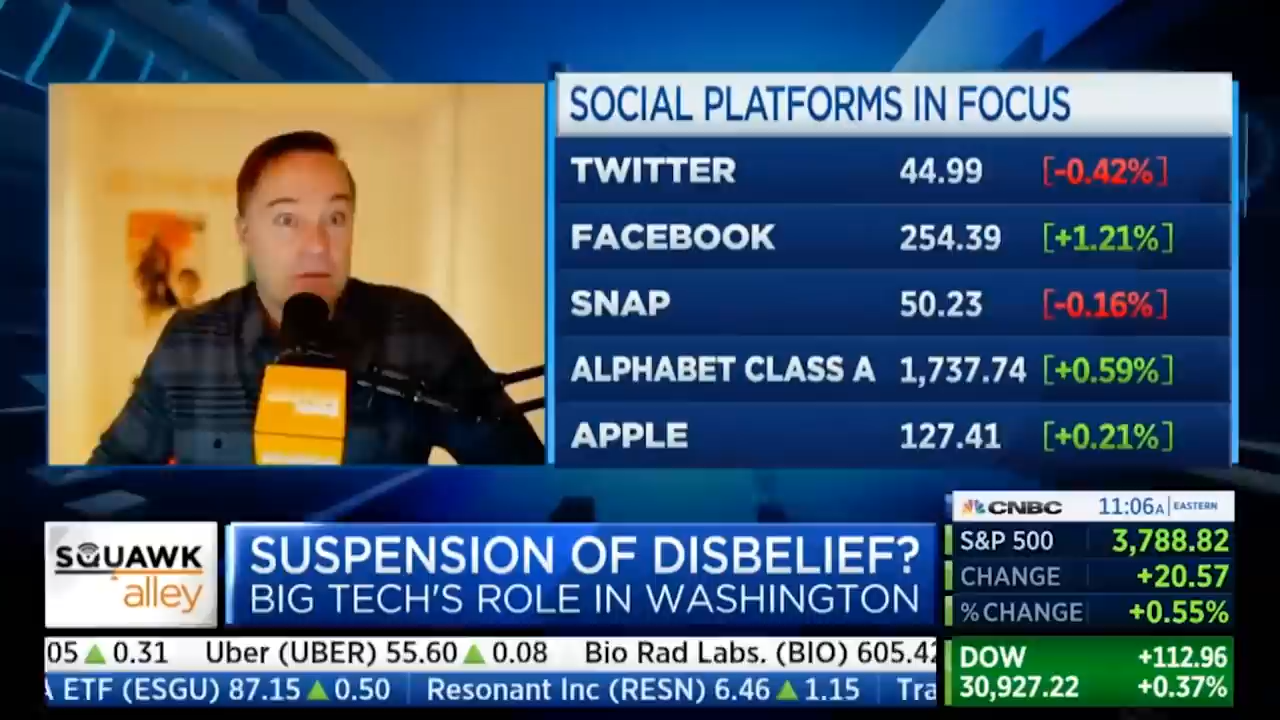 SOCIAL PLATFORMS IN FOCUS
TWITTER 44.99 [-0.42%]
FACEBOOK 254.39 [+1.21%]
SNAP 50.23 [-0.16%]
ALPHABET CLASS A 1,737.74 [+0.59%]
APPLE 127.41 [+0.21%]
SQUAWK
alley
SUSPENSION OF DISBELIEF?
BIG TECH'S ROLE IN WASHINGTON
CNBC 11:06A | EASTERN
S&P 500 3,788.82
CHANGE +20.57
% CHANGE +0.55%
DOW +112.96
30,927.22 +0.37%
05 ▲ 0.31 Uber (UBER) 55.60 ▲ 0.08 Bio Rad Labs. (BIO) 605.42
ETF (ESGU) 87.15 ▲ 0.50 | Resonant Inc (RESN) 6.46 ▲ 1.15 | Tra